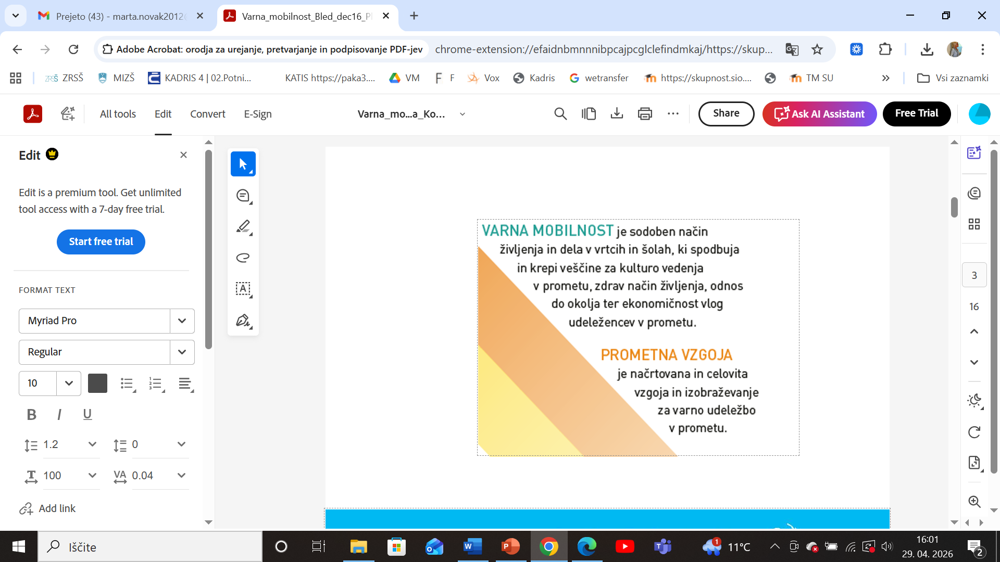 Prejeto (43) - marta.novak2012
Varna_mobilnost_Bled_dec16_Pl
Adobe Acrobat: orodja za urejanje, pretvarjanje in podpisovanje PDF-jev
chrome-extension://efaidnbmnnnibpcajpcglclefindmkaj/https://skup...
ZRSŠ
MIZŠ
KADRIS 4 | 02.Potni...
KATIS https://paka3....
VM
F
Vox
Kadris
wetransfer
https://skupnost.sio....
TM SU
Vsi zaznamki
All tools
Edit
Convert
E-Sign
Varna_mo...a_Ko...
Share
Ask AI Assistant
Free Trial
Edit
Edit is a premium tool. Get unlimited
tool access with a 7-day free trial.
Start free trial
FORMAT TEXT
Myriad Pro
Regular
10
B I U
1.2
0
100
VA
0.04
Add link
VARNA MOBILNOST je sodoben način
življenja in dela v vrtcih in šolah, ki spodbuja
in krepi veščine za kulturo vedenja
v prometu, zdrav način življenja, odnos
do okolja ter ekonomičnost vlog
udeležencev v prometu.
PROMETNA VZGOJA
je načrtovana in celovita
vzgoja in izobraževanje
za varno udeležbo
v prometu.
3
16
Iščite
1
11°C
16:01
29. 04. 2026
2